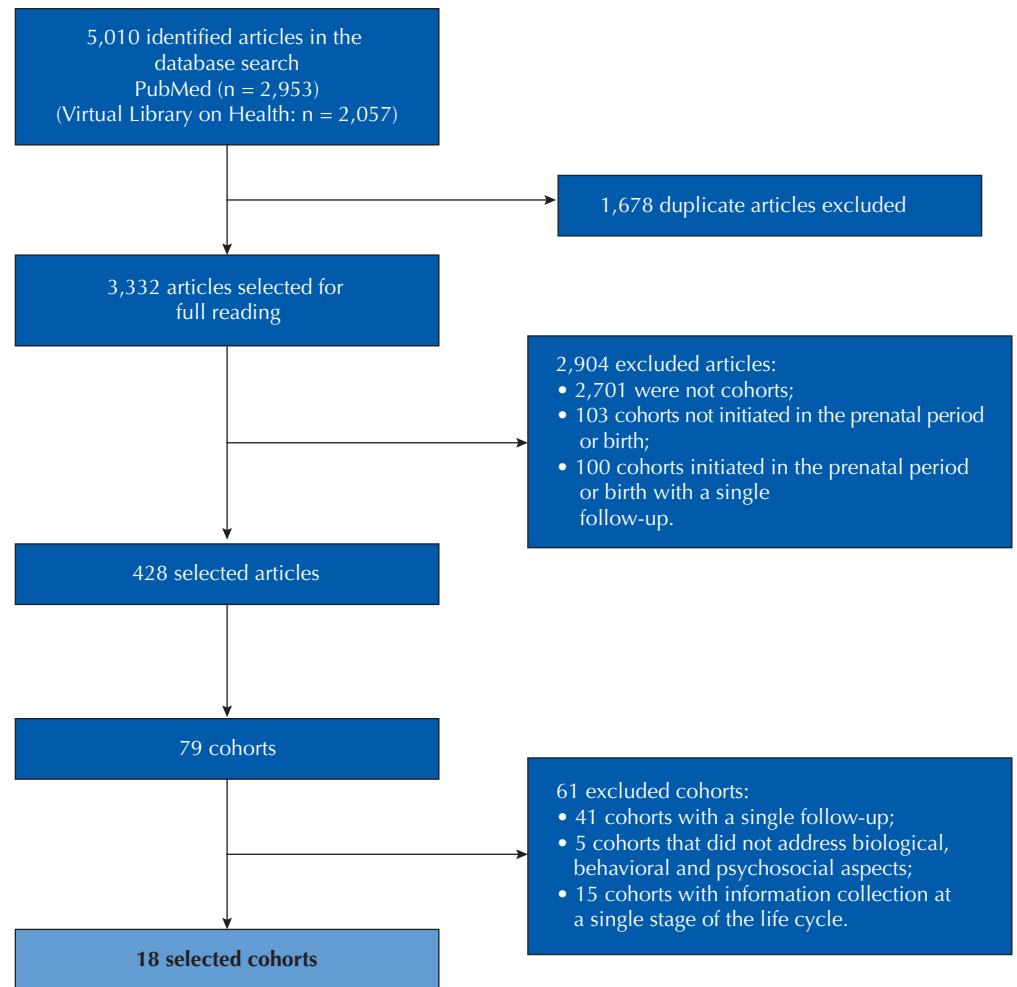 5,010 identified articles in the
database search
PubMed (n = 2,953)
(Virtual Library on Health: n = 2,057)
1,678 duplicate articles excluded
3,332 articles selected for
full reading
2,904 excluded articles:
• 2,701 were not cohorts;
• 103 cohorts not initiated in the prenatal period
or birth;
• 100 cohorts initiated in the prenatal period
or birth with a single
follow-up.
428 selected articles
79 cohorts
61 excluded cohorts:
• 41 cohorts with a single follow-up;
• 5 cohorts that did not address biological,
behavioral and psychosocial aspects;
• 15 cohorts with information collection at
a single stage of the life cycle.
18 selected cohorts